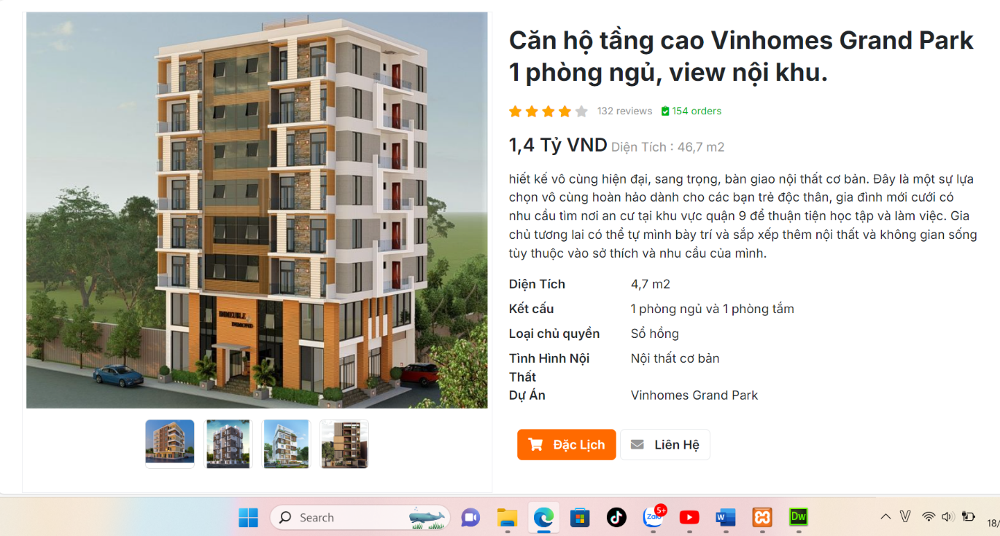 Căn hộ tầng cao Vinhomes Grand Park
1 phòng ngủ, view nội khu.
132 reviews 154 orders
1,4 Tỷ VND Diện Tích : 46,7 m2
hiết kế vô cùng hiện đại, sang trọng, bàn giao nội thất cơ bản. Đây là một sự lựa
chọn vô cùng hoàn hảo dành cho các bạn trẻ độc thân, gia đình mới cưới có
nhu cầu tìm nơi an cư tại khu vực quận 9 để thuận tiện học tập và làm việc. Gia
chủ tương lai có thể tự mình bày trí và sắp xếp thêm nội thất và không gian sống
tùy thuộc vào sở thích và nhu cầu của mình.
Diện Tích 4,7 m2
Kết cấu 1 phòng ngủ và 1 phòng tắm
Loại chủ quyền Sổ hồng
Tình Hình Nội Nội thất cơ bản
Thất
Dự Án Vinhomes Grand Park
Đặc Lịch Liên Hệ
Search
Zalo
5+
W
Dw
18/